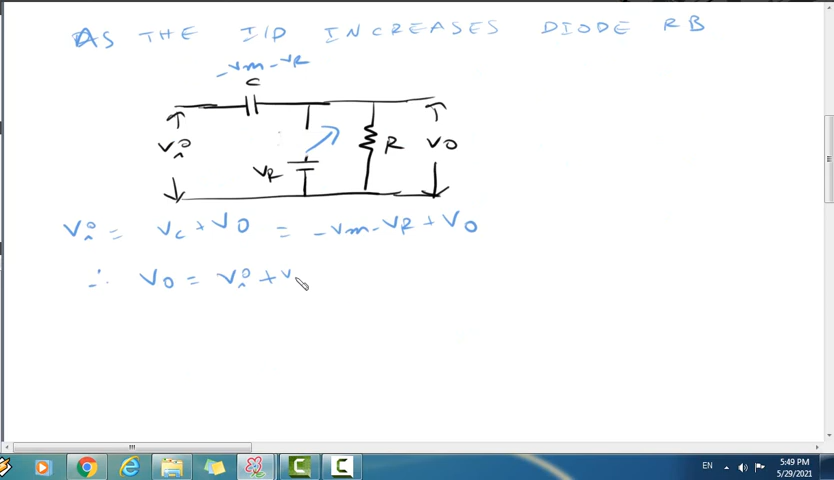 AS THE I/P INCREASES DIODE RB
-Vm-VR
C
Vi
VR
R
VO
Vi = Vc + VO = -Vm - VR + VO
∴ VO = Vi + V
EN
5:49 PM
5/29/2021